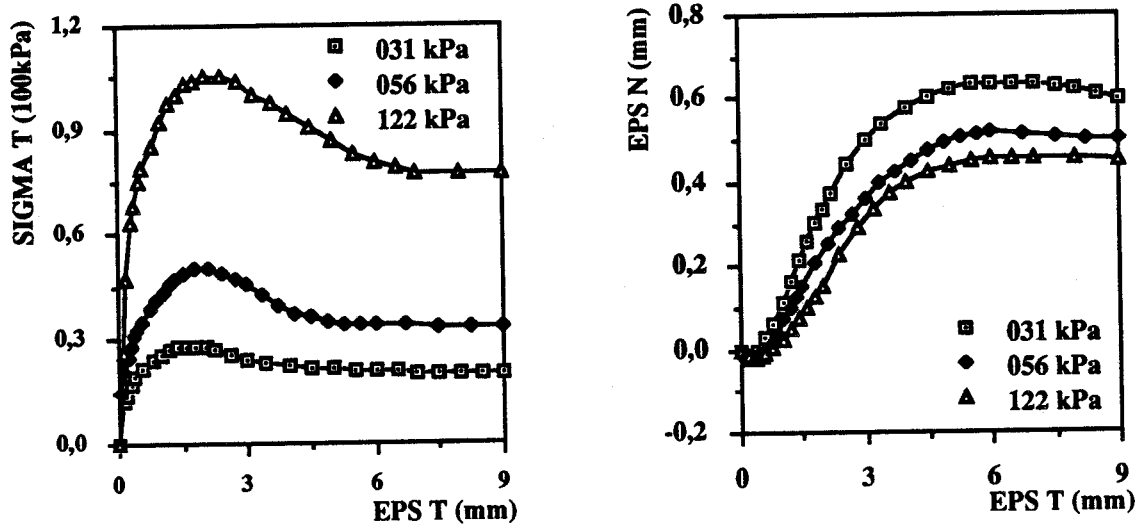 1,2
0,9
0,6
0,3
0,0
SIGMA T (100kPa)
031 kPa
056 kPa
122 kPa
0 3 6 9
EPS T (mm)
0,8
0,6
0,4
0,2
0,0
-0,2
EPS N (mm)
031 kPa
056 kPa
122 kPa
0 3 6 9
EPS T (mm)